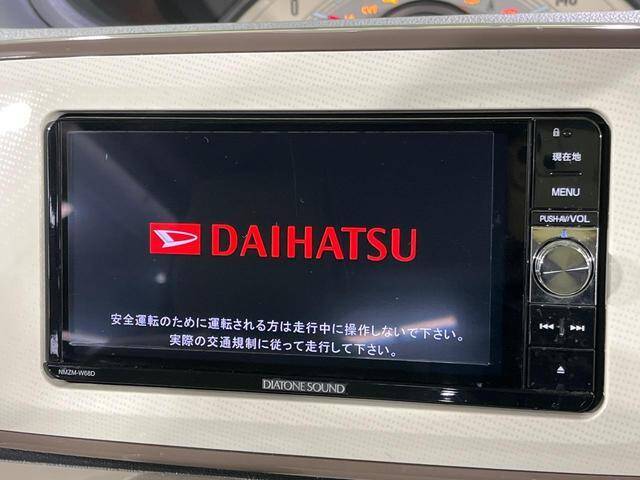 現在地
MENU
PUSH-AV/VOL
DAIHATSU
安全運転のために運転される方は走行中に操作しないで下さい。
実際の交通規制に従って走行して下さい。
NMZM-W68D
DIATONE SOUND